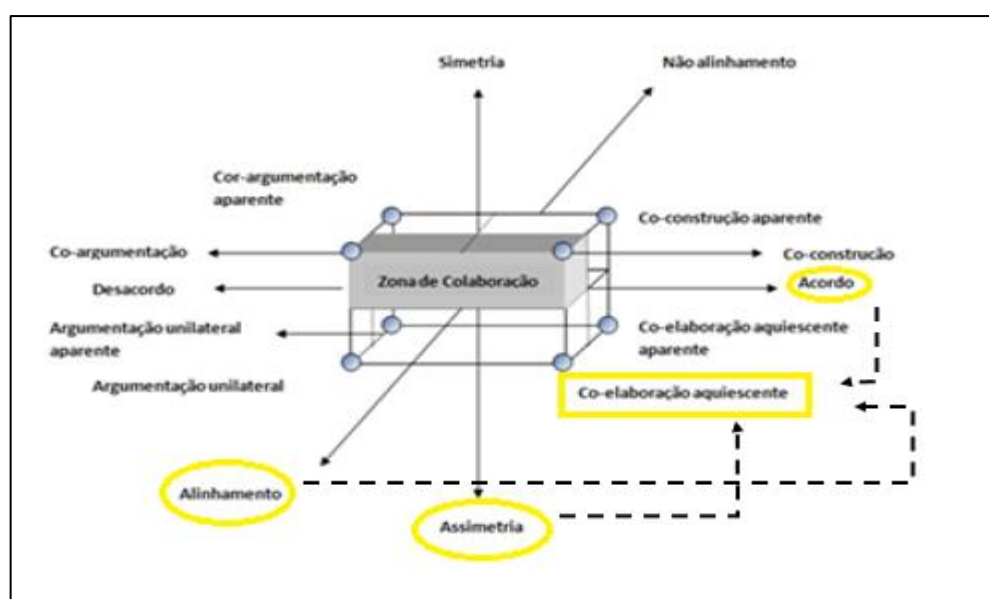 Simetria
Não alinhamento
Cor-argumentação
aparente
Co-construção aparente
Co-argumentação
Co-construcão
Zona de Colaboração
Acordo
Desacordo
Argumentação unilateral
aparente
Co-elaboração aquiescente
aparente
Argumentação unilateral
Co-elaboração aquiescente
Alinhamento
Assimetria